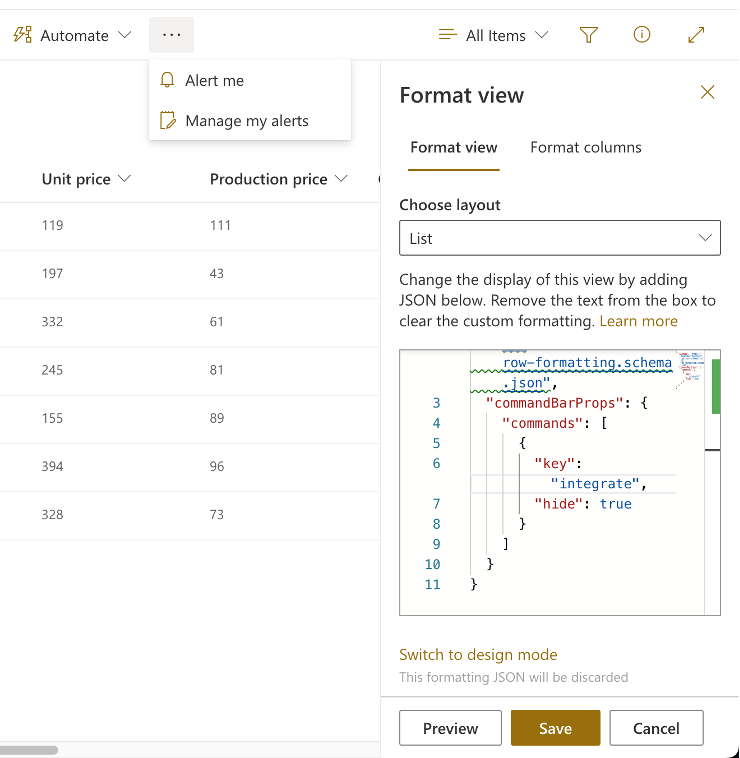 Automate
...
All Items
Alert me
Manage my alerts
Unit price Production price
119 111
197 43
332 61
245 81
155 89
394 96
328 73
Format view
Format view Format columns
Choose layout
List
Change the display of this view by adding
JSON below. Remove the text from the box to
clear the custom formatting. Learn more
row-formatting.schema
.json",
3 "commandBarProps": {
4 "commands": [
5 {
6 "key":
"integrate",
7 "hide": true
8 }
9 ]
10 }
11 }
Switch to design mode
This formatting JSON will be discarded
Preview Save Cancel